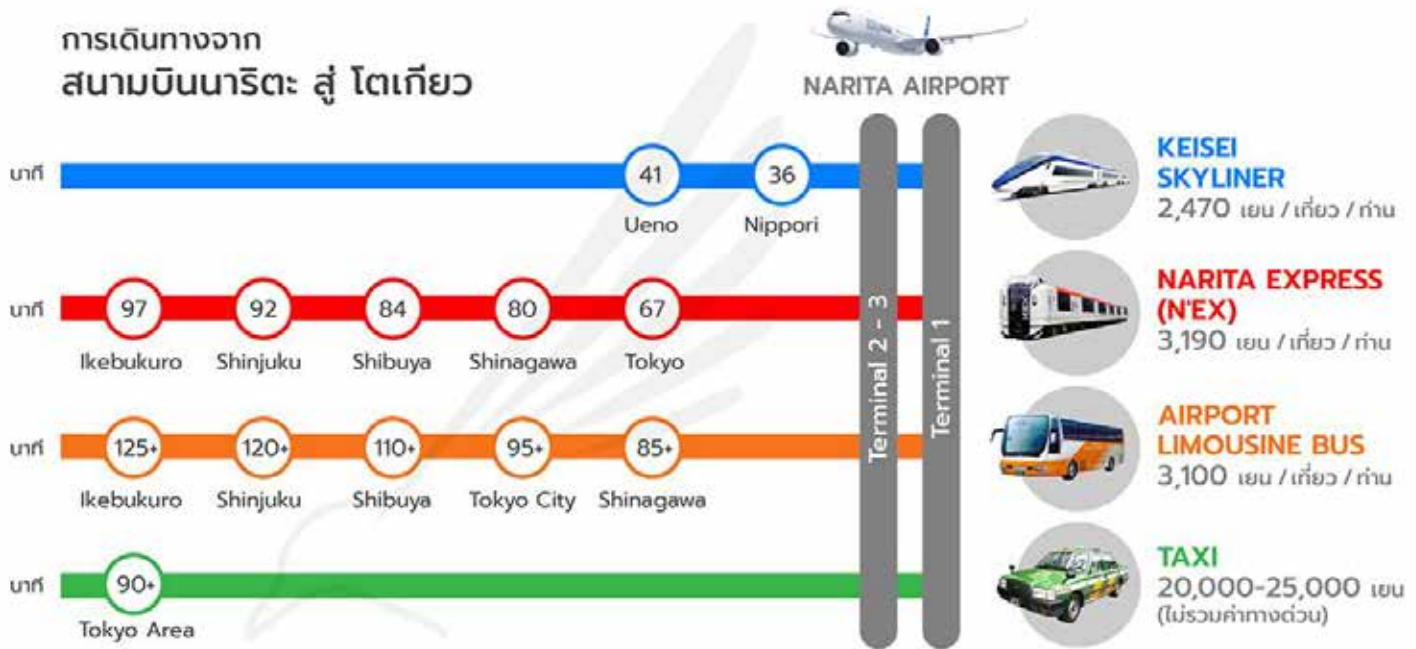 การเดินทางจาก
สนามบินนาริตะ สู่ โตเกียว
NARITA AIRPORT
Terminal 2 - 3
Terminal 1
นาที
41
36
Ueno
Nippori
KEISEI
SKYLINER
2,470 เยน / เที่ยว / ท่าน
นาที
97
92
84
80
67
Ikebukuro
Shinjuku
Shibuya
Shinagawa
Tokyo
NARITA EXPRESS
(N'EX)
3,190 เยน / เที่ยว / ท่าน
นาที
125+
120+
110+
95+
85+
Ikebukuro
Shinjuku
Shibuya
Tokyo City
Shinagawa
AIRPORT
LIMOUSINE BUS
3,100 เยน / เที่ยว / ท่าน
นาที
90+
Tokyo Area
TAXI
20,000-25,000 เยน
(ไม่รวมค่าทางด่วน)